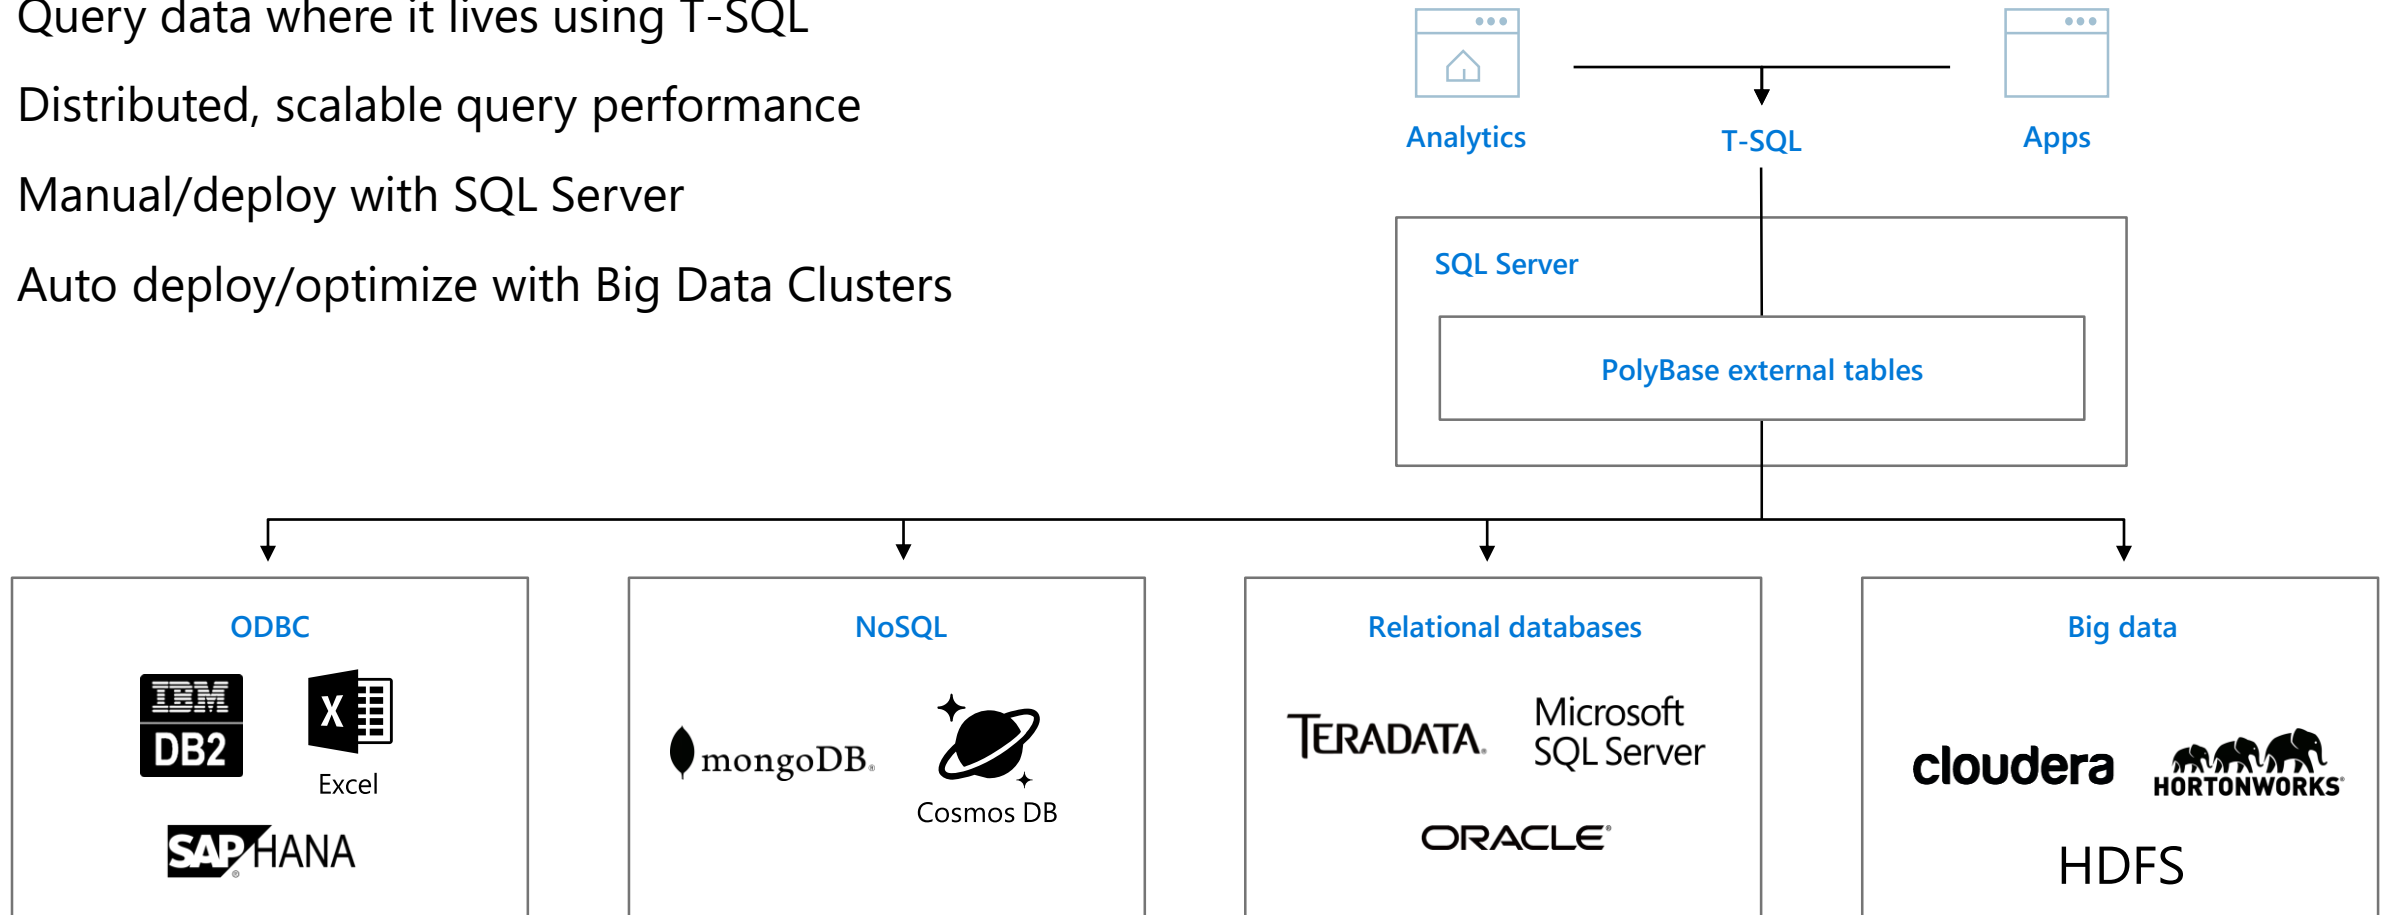 Query data where it lives using T-SQL
Distributed, scalable query performance
Manual/deploy with SQL Server
Auto deploy/optimize with Big Data Clusters
Analytics
T-SQL
Apps
SQL Server
PolyBase external tables
ODBC
IBM
DB2
Excel
SAP HANA
NoSQL
mongoDB®
Cosmos DB
Relational databases
TERADATA.
Microsoft
SQL Server
ORACLE®
Big data
cloudera
HORTONWORKS®
HDFS